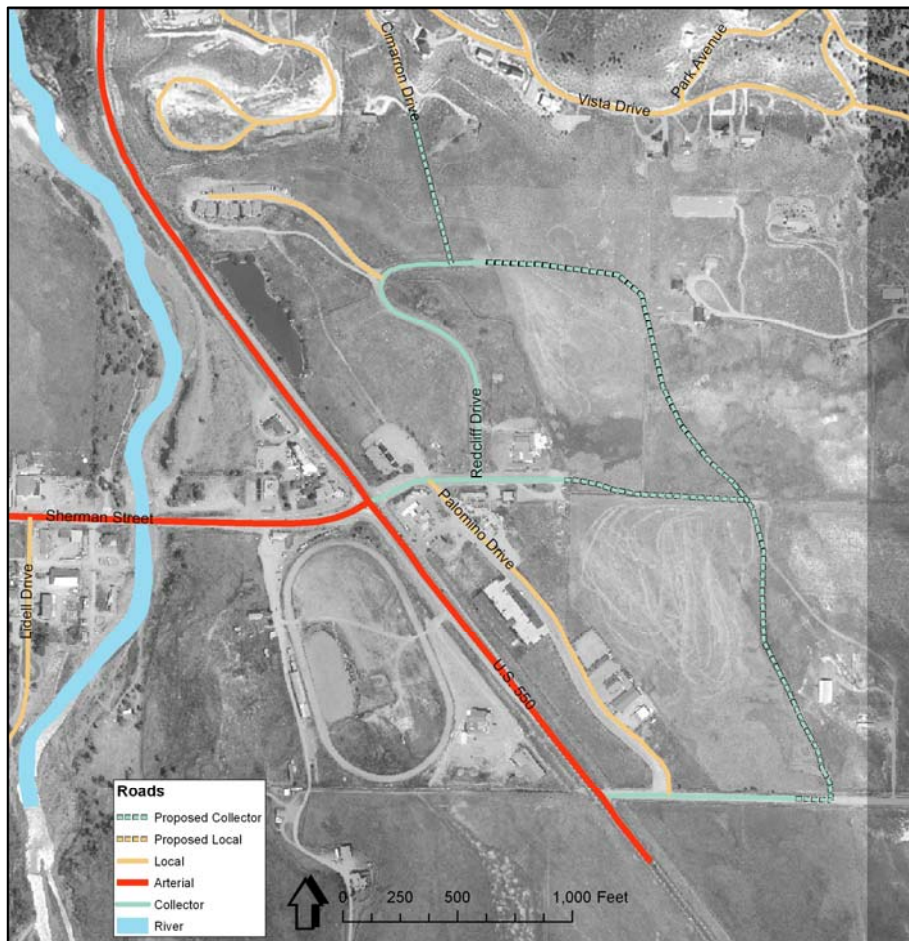 Cimarron Drive
Park Avenue
Vista Drive
Redcliff Drive
Sherman Street
Palomino Drive
Lidell Drive
U.S. 550
Roads
Proposed Collector
Proposed Local
Local
Arterial
Collector
River
0 250 500 1,000 Feet